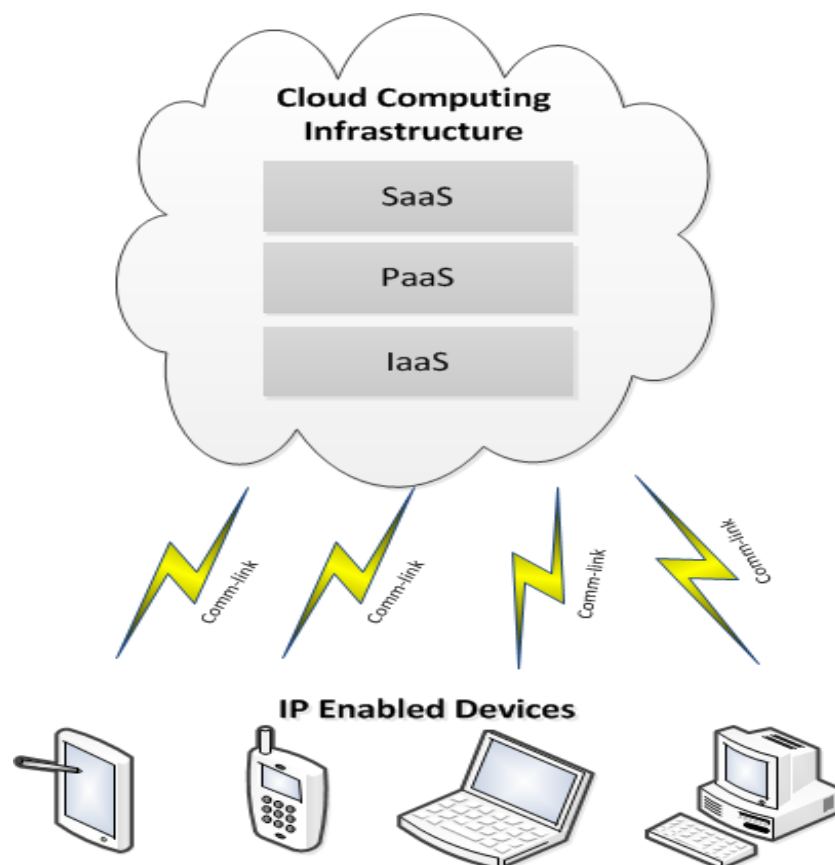 Cloud Computing
Infrastructure
SaaS
PaaS
IaaS
Comm-link
Comm-link
Comm-link
Comm-link
IP Enabled Devices